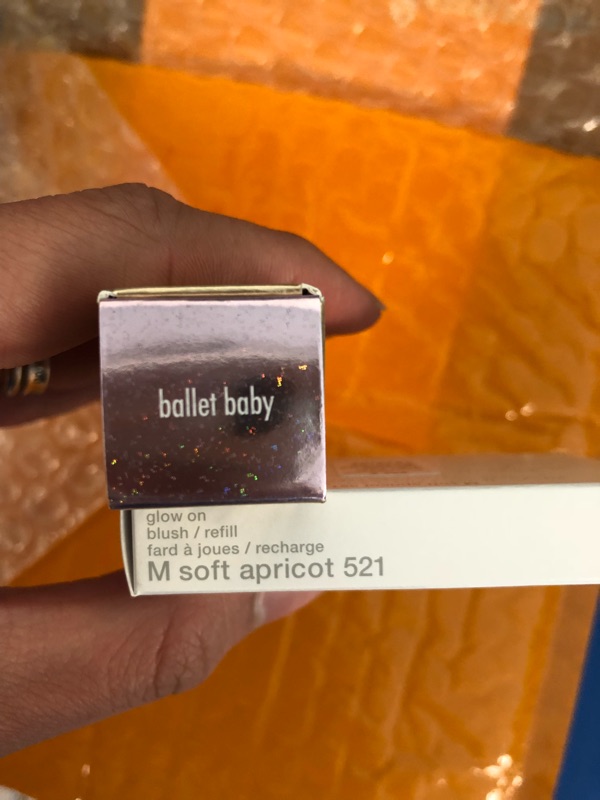 ballet baby
glow on
blush / refill
fard à joues / recharge
M soft apricot 521